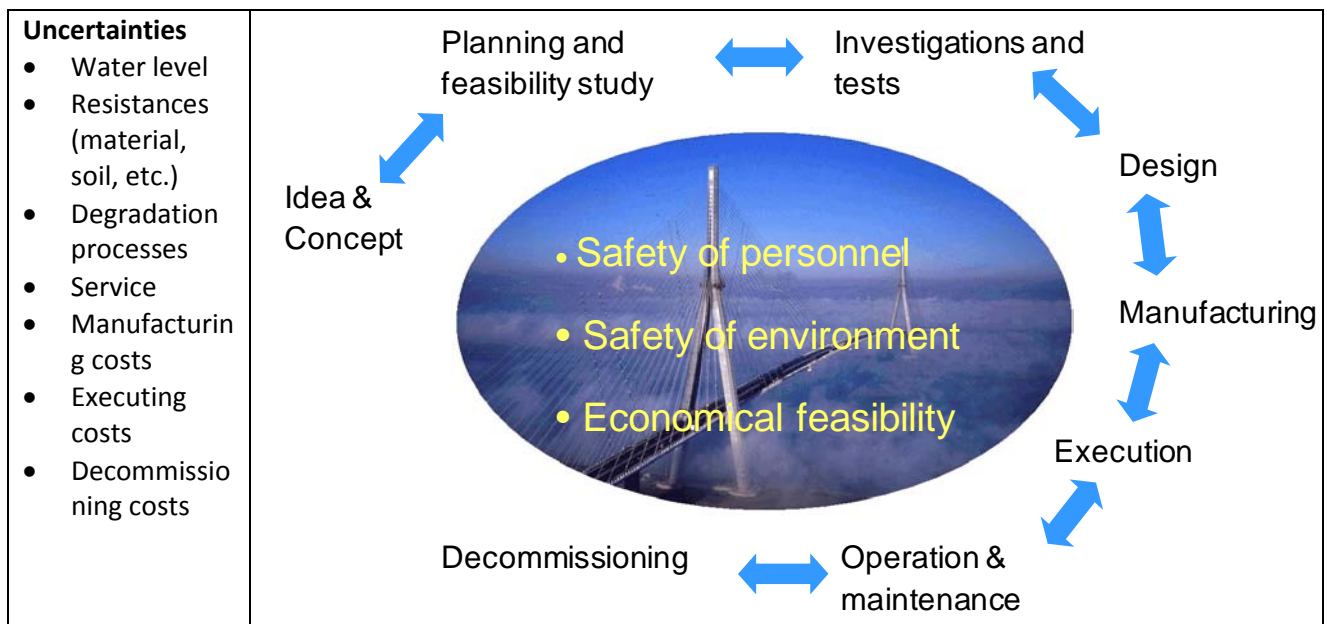 Uncertainties
• Water level
• Resistances
(material,
soil, etc.)
• Degradation
processes
• Service
• Manufacturin
g costs
• Executing
costs
• Decommissio
ning costs
Planning and
feasibility study
Investigations and
tests
Idea &
Concept
Design
Manufacturing
Execution
Operation &
maintenance
Decommissioning
• Safety of personnel
• Safety of environment
• Economical feasibility